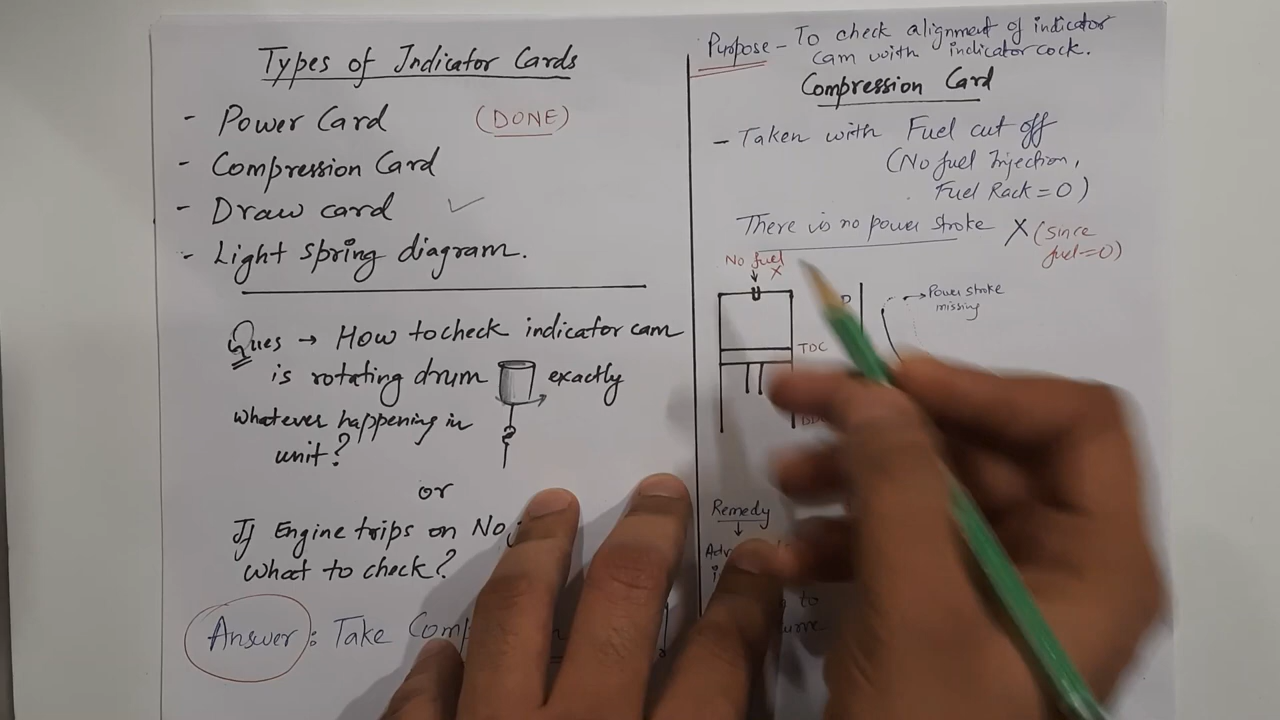 Types of Indicator Cards
- Power Card (DONE)
- Compression Card
- Draw card ✓
- Light spring diagram.
Ques → How to check indicator cam
is rotating drum exactly
whatever happening in
unit?
or
If Engine trips on No
What to check?
Answer: Take Comp
Purpose - To check alignment of indicator
cam with indicator cock.
Compression Card
- Taken with Fuel cut off
(No fuel Injection,
Fuel Rack = 0)
There is no power stroke X (since
fuel=0)
No fuel
X
→ Power stroke
missing
P
TDC
Remedy
↓
to